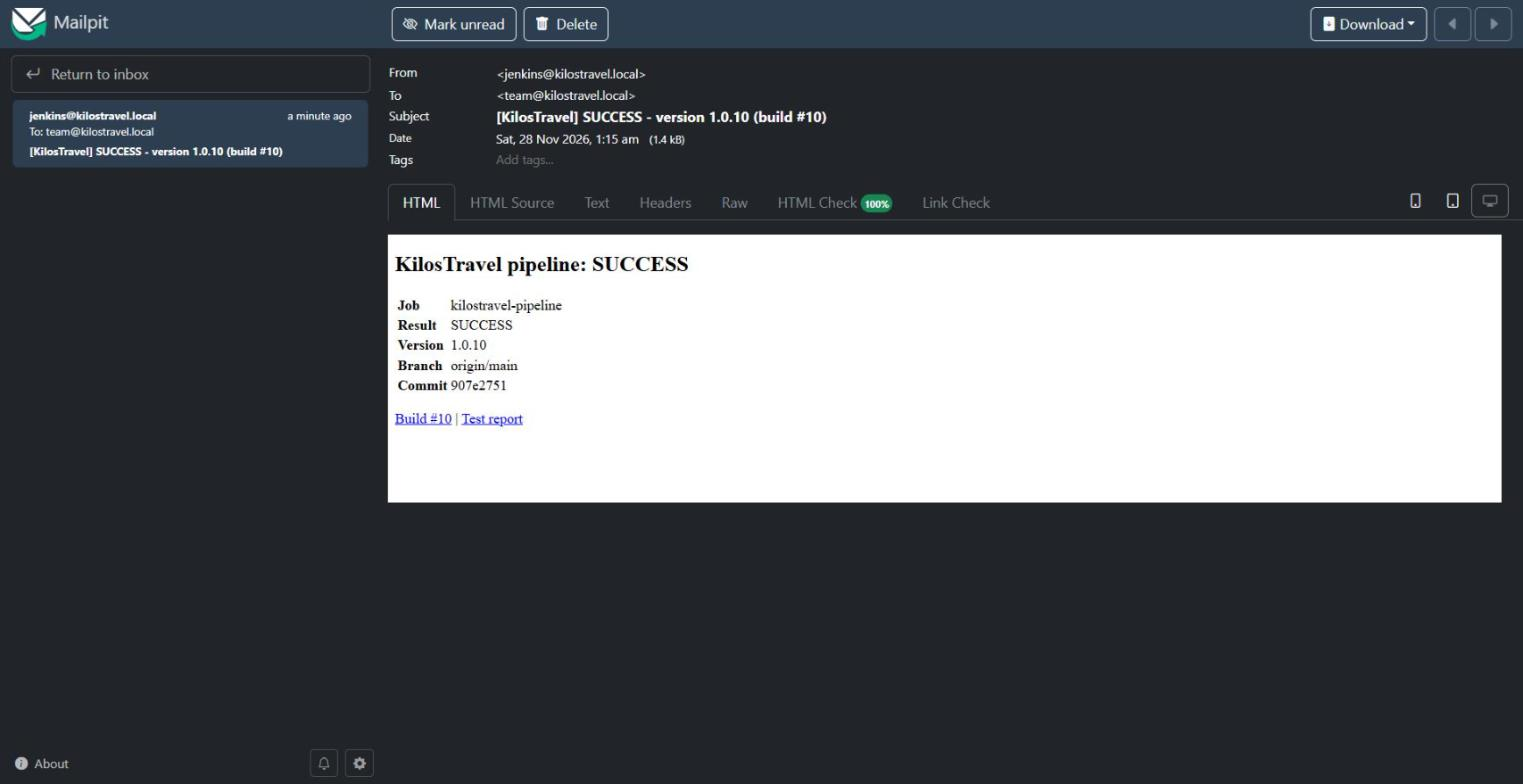 Mailpit
Mark unread
Delete
Download
Return to inbox
jenkins@kilostravel.local a minute ago
To: team@kilostravel.local
[KilosTravel] SUCCESS - version 1.0.10 (build #10)
From <jenkins@kilostravel.local>
To <team@kilostravel.local>
Subject [KilosTravel] SUCCESS - version 1.0.10 (build #10)
Date Sat, 28 Nov 2026, 1:15 am (1.4 kB)
Tags Add tags...
HTML HTML Source Text Headers Raw HTML Check 100% Link Check
KilosTravel pipeline: SUCCESS
Job kilostravel-pipeline
Result SUCCESS
Version 1.0.10
Branch origin/main
Commit 907e2751
Build #10 | Test report
About